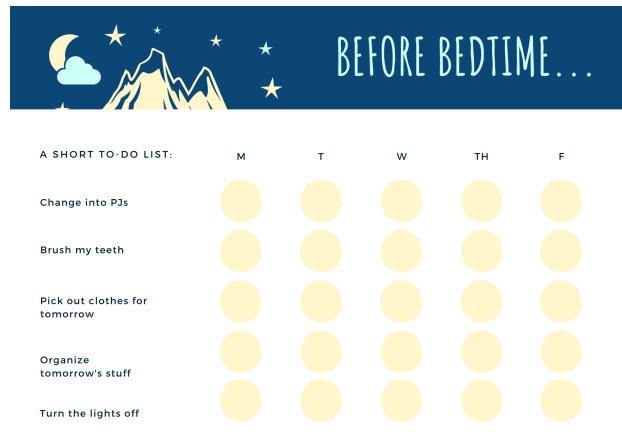 BEFORE BEDTIME...
A SHORT TO-DO LIST: M T W TH F
Change into PJs
Brush my teeth
Pick out clothes for
tomorrow
Organize
tomorrow's stuff
Turn the lights off